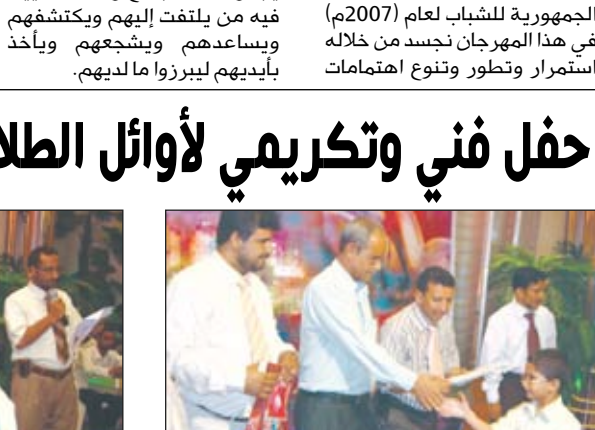 الجمهورية للشباب لعام (2007م)
في هذا المهرجان نجسد من خلاله
استمرار وتطور وتنوع اهتمامات
فيه من يلتفت إليهم ويكتشفهم
ويساعدهم ويشجعهم ويأخذ
بأيديهم ليبرزوا ما لديهم.
حفل فني وتكريمي لأوائل